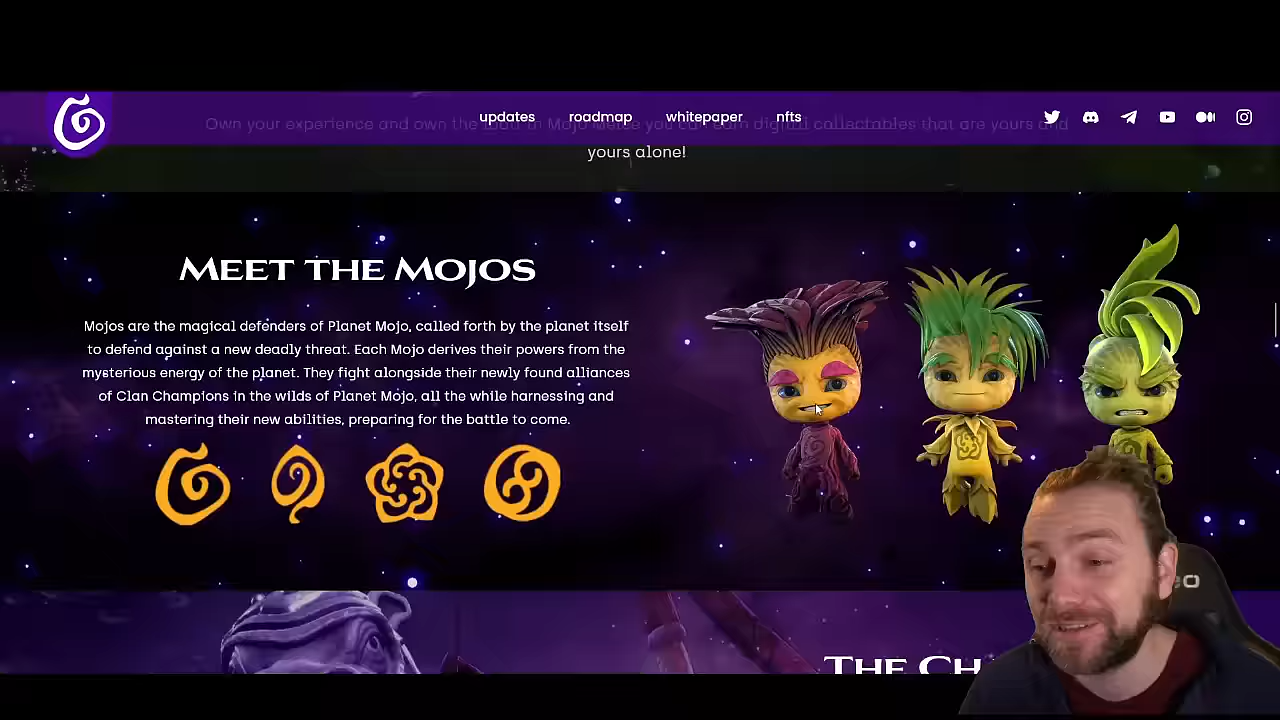 updates roadmap whitepaper nfts
yours alone!
MEET THE MOJOS
Mojos are the magical defenders of Planet Mojo, called forth by the planet itself
to defend against a new deadly threat. Each Mojo derives their powers from the
mysterious energy of the planet. They fight alongside their newly found alliances
of Clan Champions in the wilds of Planet Mojo, all the while harnessing and
mastering their new abilities, preparing for the battle to come.
THE